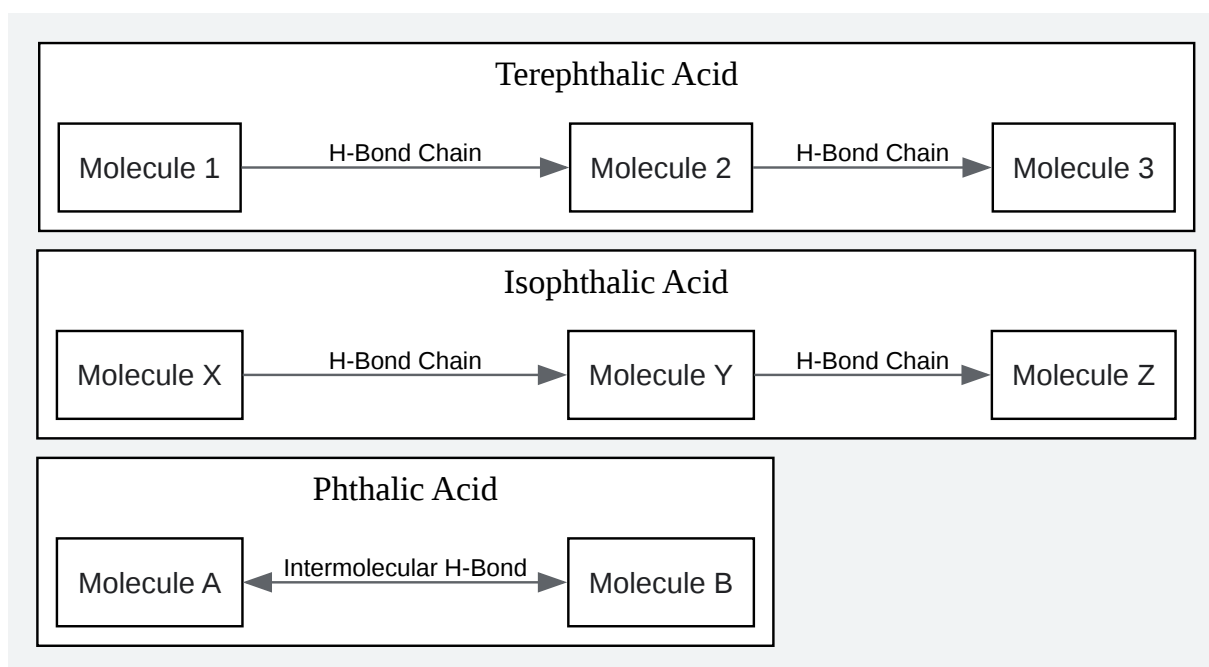 Terephthalic Acid
Molecule 1
H-Bond Chain
Molecule 2
H-Bond Chain
Molecule 3
Isophthalic Acid
Molecule X
H-Bond Chain
Molecule Y
H-Bond Chain
Molecule Z
Phthalic Acid
Molecule A
Intermolecular H-Bond
Molecule B